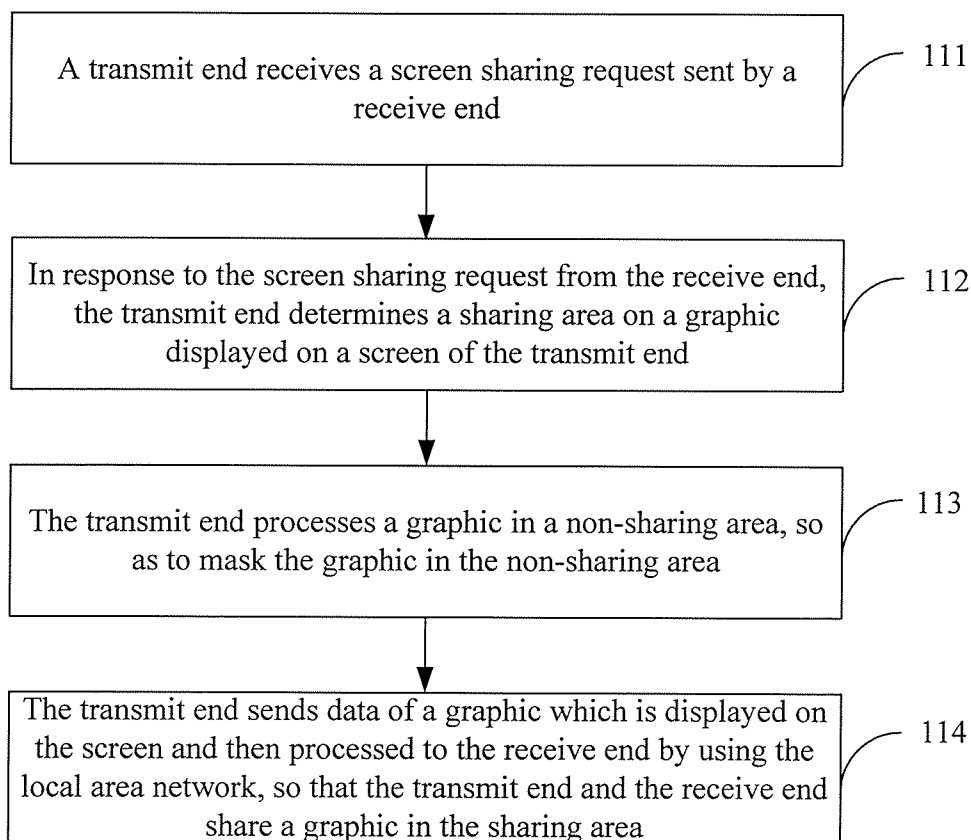 A transmit end receives a screen sharing request sent by a
receive end
111
In response to the screen sharing request from the receive end,
the transmit end determines a sharing area on a graphic
displayed on a screen of the transmit end
112
The transmit end processes a graphic in a non-sharing area, so
as to mask the graphic in the non-sharing area
113
The transmit end sends data of a graphic which is displayed on
the screen and then processed to the receive end by using the
local area network, so that the transmit end and the receive end
share a graphic in the sharing area
114